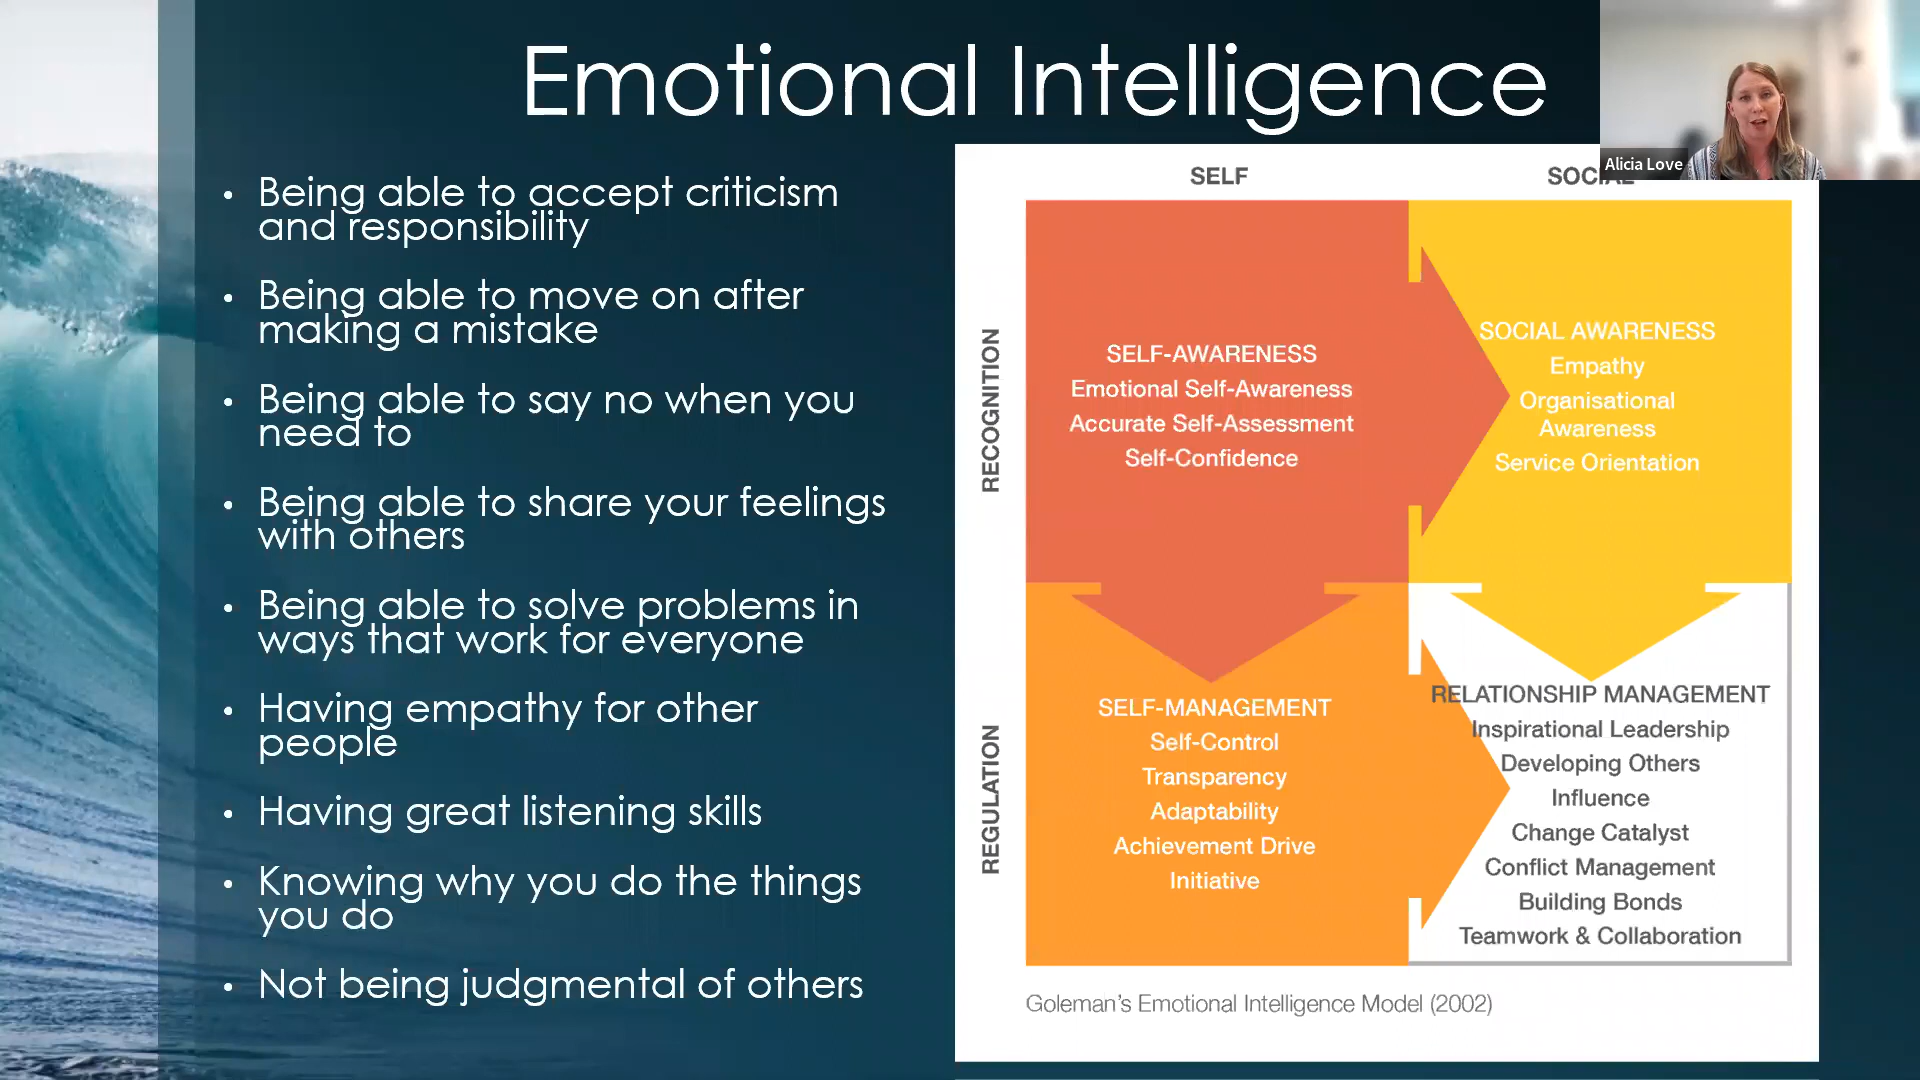 Emotional Intelligence
Alicia Love
• Being able to accept criticism
and responsibility
• Being able to move on after
making a mistake
• Being able to say no when you
need to
• Being able to share your feelings
with others
• Being able to solve problems in
ways that work for everyone
• Having empathy for other
people
• Having great listening skills
• Knowing why you do the things
you do
• Not being judgmental of others
SELF
SOCIAL
RECOGNITION
SELF-AWARENESS
Emotional Self-Awareness
Accurate Self-Assessment
Self-Confidence
SOCIAL AWARENESS
Empathy
Organisational
Awareness
Service Orientation
REGULATION
SELF-MANAGEMENT
Self-Control
Transparency
Adaptability
Achievement Drive
Initiative
RELATIONSHIP MANAGEMENT
Inspirational Leadership
Developing Others
Influence
Change Catalyst
Conflict Management
Building Bonds
Teamwork & Collaboration
Goleman's Emotional Intelligence Model (2002)